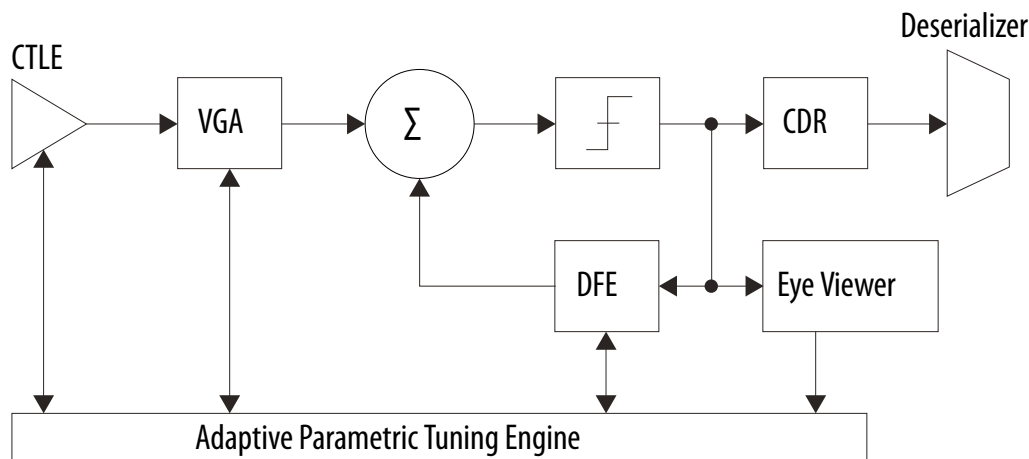 Deserializer
CTLE
VGA
Σ
CDR
DFE
Eye Viewer
Adaptive Parametric Tuning Engine